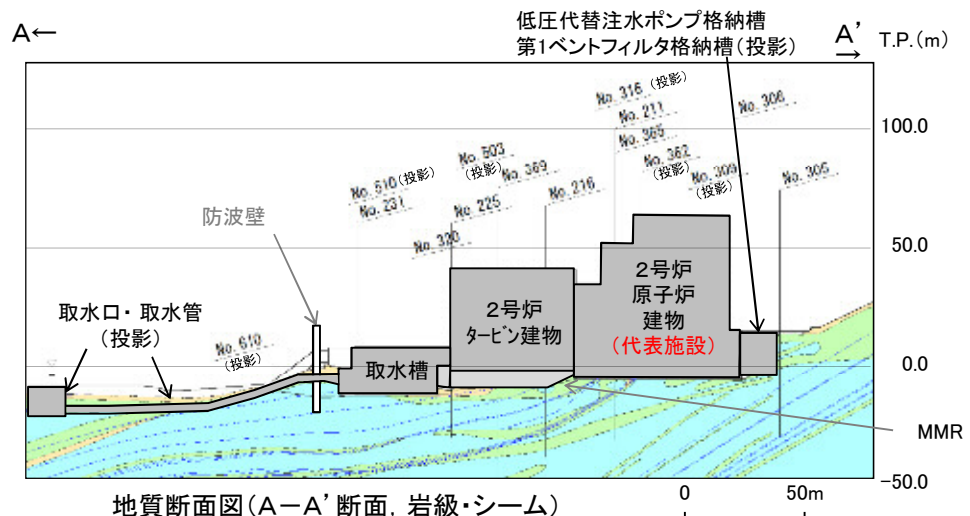 低圧代替注水ポンプ格納槽
第1ベントフィルタ格納槽(投影)
A←
A’
→
T.P.(m)
No. 316 (投影)
No. 211
No. 365
No. 362
(投影)
No. 309
(投影)
No. 306
No. 305
100.0
No. 603
(投影)
No. 369
No. 610 (投影)
No. 231
No. 225
No. 216
No. 320
防波壁
50.0
2号炉
タービン建物
2号炉
原子炉
建物
(代表施設)
取水口・取水管
(投影)
No. 610
(投影)
取水槽
0.0
MMR
-50.0
地質断面図(A-A’断面, 岩級・シーム)
0
50m